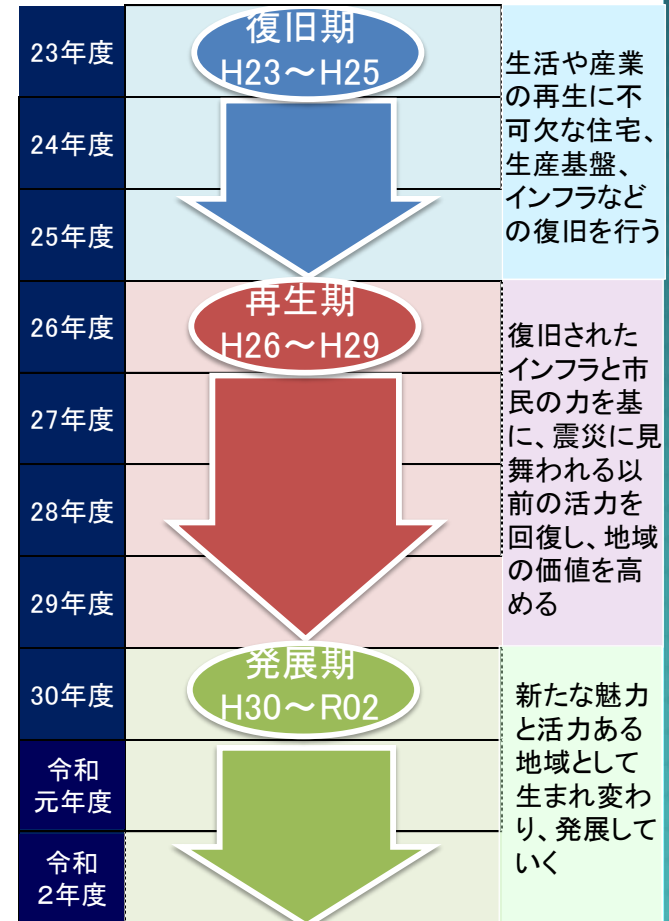 23年度
復旧期
H23～H25
生活や産業
の再生に不
可欠な住宅、
生産基盤、
インフラなど
の復旧を行う
24年度
25年度
26年度
再生期
H26～H29
復旧された
インフラと市
民の力を基
に、震災に見
舞われる以
前の活力を
回復し、地域
の価値を高
める
27年度
28年度
29年度
30年度
発展期
H30～R02
新たな魅力
と活力ある
地域として
生まれ変わ
り、発展して
いく
令和
元年度
令和
2年度